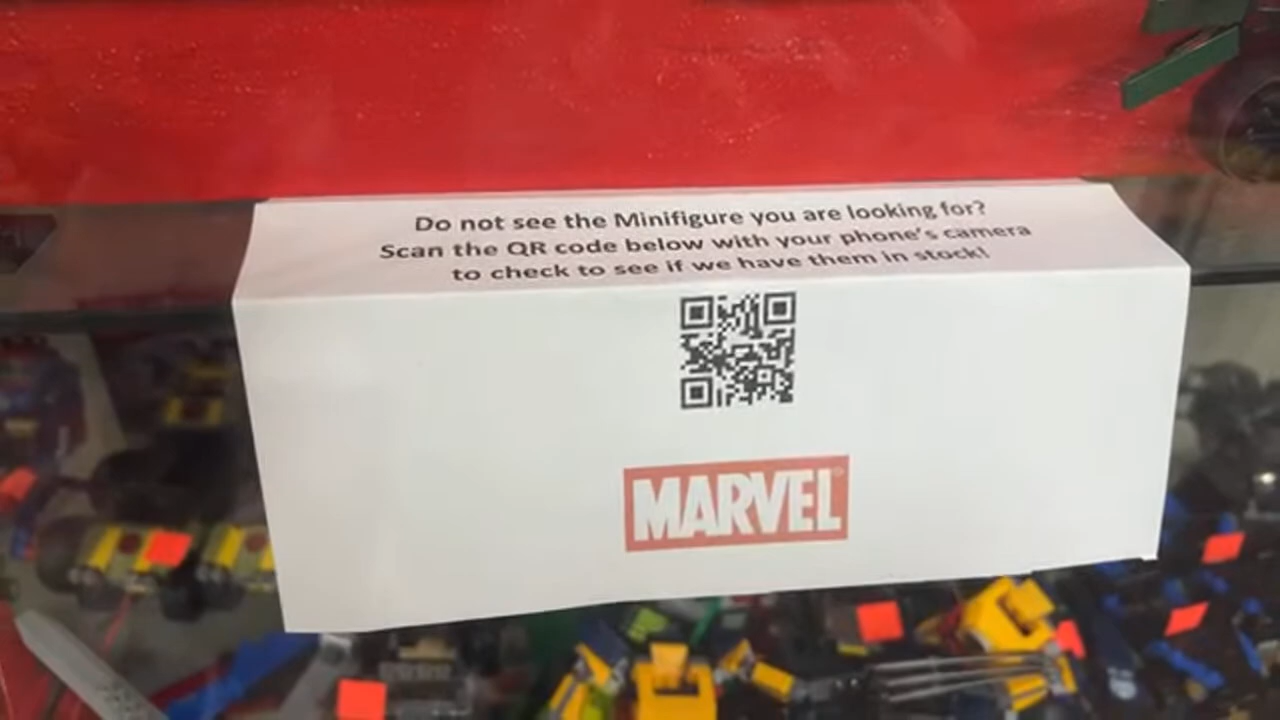 Do not see the Minifigure you are looking for?
Scan the QR code below with your phone's camera
to check to see if we have them in stock!
MARVEL